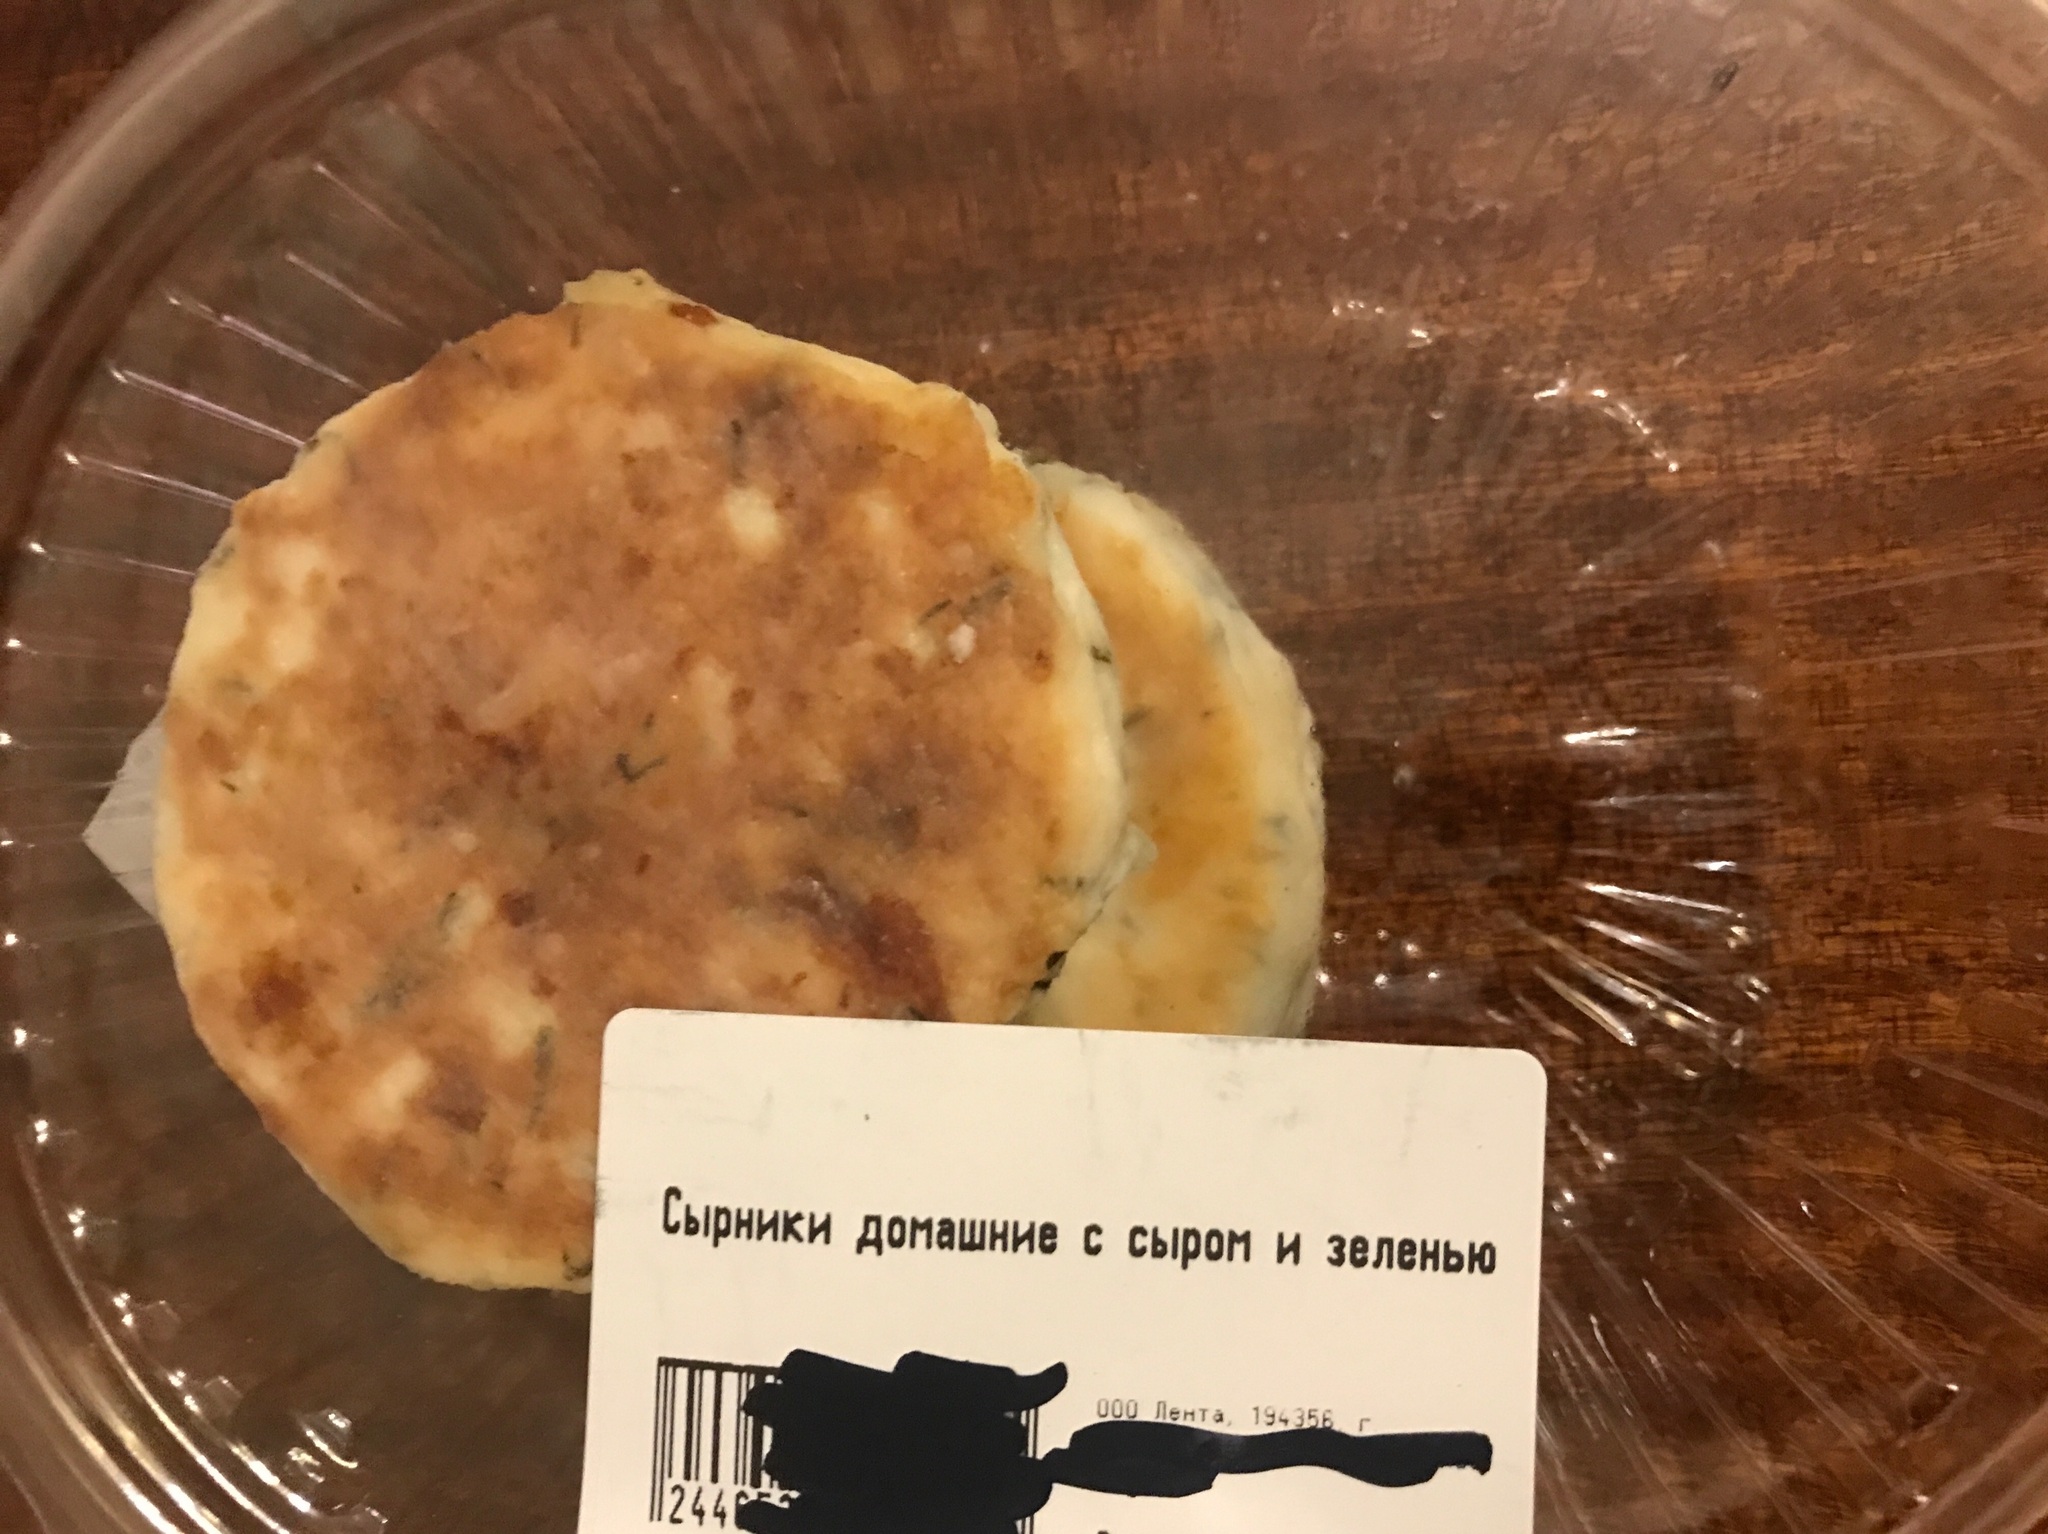 Сырники домашние с сыром и зеленью
ООО Лента, 194356, г
244